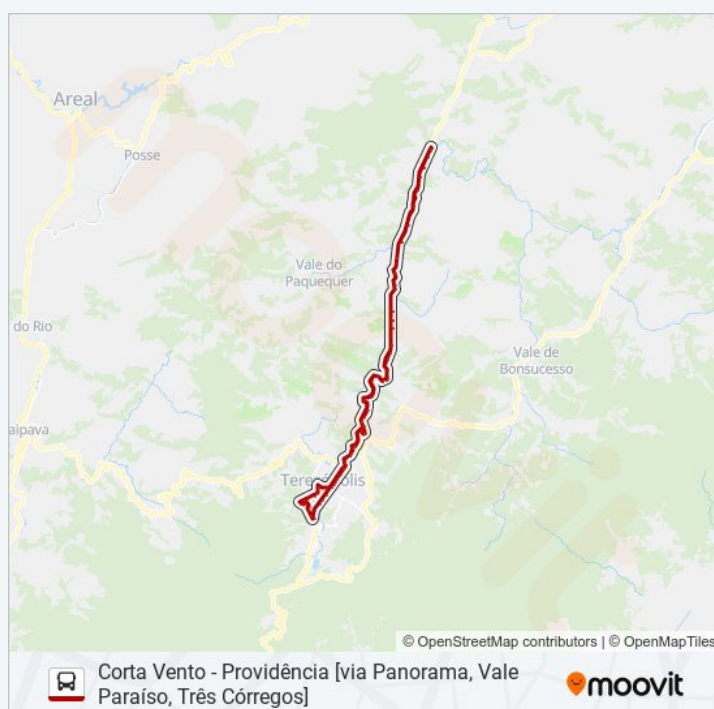 Areal
Posse
Vale do
Paquequer
do Rio
Vale de
Bonsucesso
aipava
Teresópolis
© OpenStreetMap contributors | © OpenMapTiles
Corta Vento - Providência [via Panorama, Vale
Paraíso, Três Córregos]
moovit